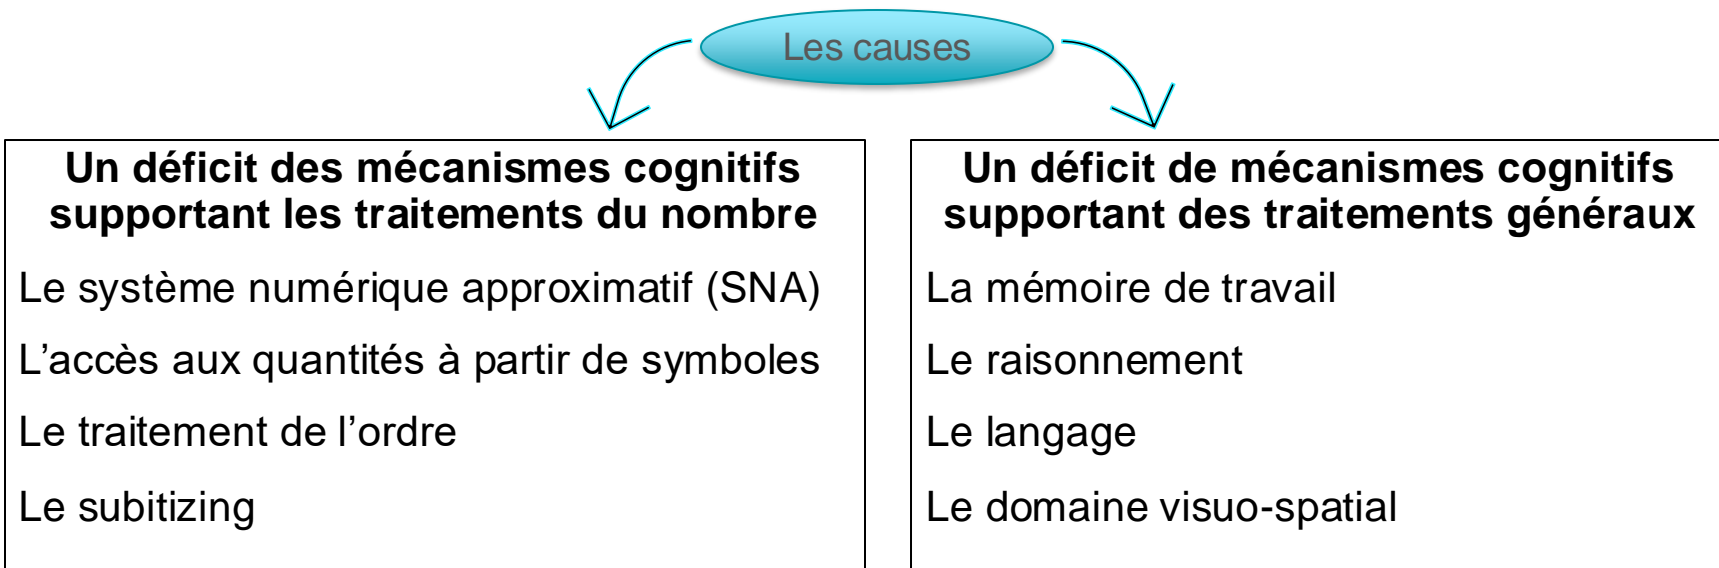 Les causes
Un déficit des mécanismes cognitifs
supportant les traitements du nombre
Le système numérique approximatif (SNA)
L’accès aux quantités à partir de symboles
Le traitement de l’ordre
Le subitizing
Un déficit de mécanismes cognitifs
supportant des traitements généraux
La mémoire de travail
Le raisonnement
Le langage
Le domaine visuo-spatial